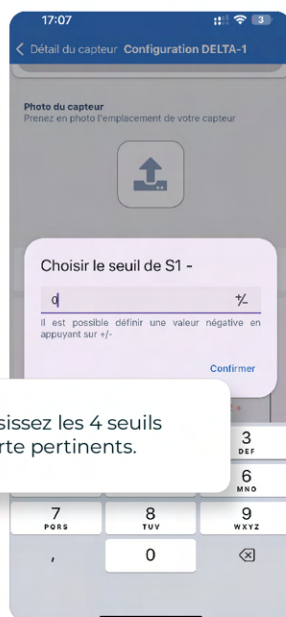 17:07
3
Détail du capteur Configuration DELTA-1
Photo du capteur
Prenez en photo l'emplacement de votre
capteur
Choisir le seuil de S1 -
0
+/-
Il est possible définir une valeur négative en
appuyant sur +/-
Confirmer
sissez les 4 seuils
rte pertinents.
3
DEF
6
MNO
7
PQRS
8
TUV
9
WXYZ
,
0